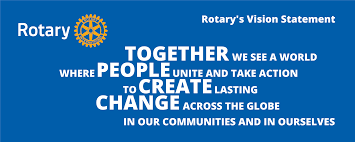 Rotary
Rotary's Vision Statement
TOGETHER WE SEE A WORLD
WHERE PEOPLE UNITE AND TAKE ACTION
TO CREATE LASTING
CHANGE ACROSS THE GLOBE
IN OUR COMMUNITIES AND IN OURSELVES